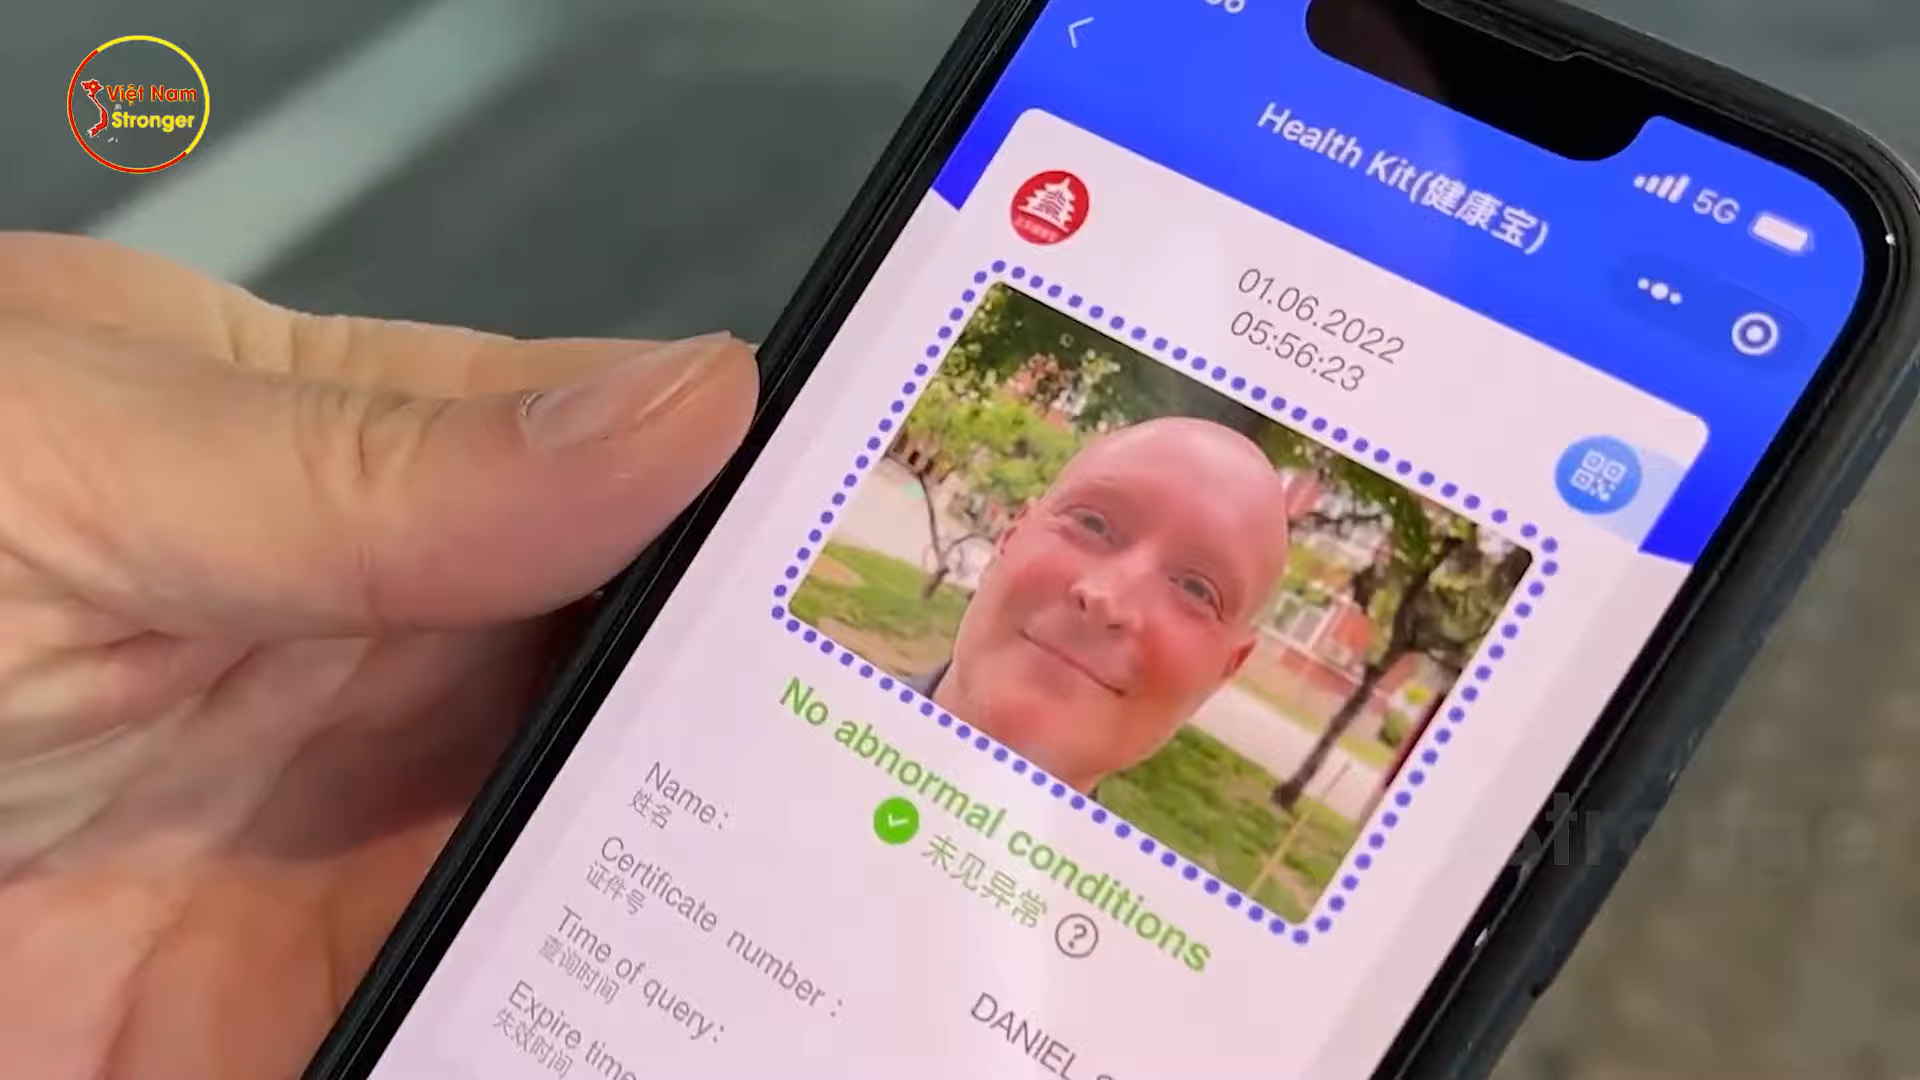 Việt Nam
Stronger
Health Kit(健康宝)
5G
01.06.2022
05:56:23
No abnormal conditions
未见异常 ?
Name:
姓名
Certificate number:
证件号
DANIEL
Time of query:
查询时间
Expire time
失效时间